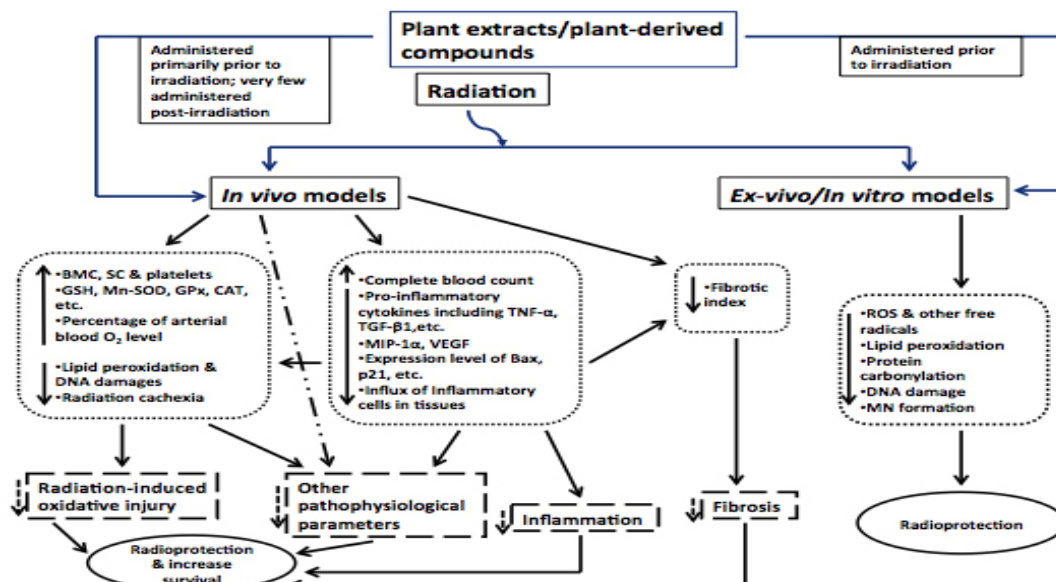 Plant extracts/plant-derived
compounds
Administered
primarily prior to
irradiation; very few
administered
post-irradiation
Administered prior
to irradiation
Radiation
In vivo models
Ex-vivo/In vitro models
•BMC, SC & platelets
•GSH, Mn-SOD, GPx, CAT,
etc.
•Percentage of arterial
blood O₂ level
•Lipid peroxidation &
DNA damages
•Radiation cachexia
•Complete blood count
•Pro-inflammatory
cytokines including TNF-α,
TGF-β1,etc.
•MIP-1α, VEGF
•Expression level of Bax,
p21, etc.
•Influx of Inflammatory
cells in tissues
•Fibrotic
index
•ROS & other free
radicals
•Lipid peroxidation
•Protein
carbonylation
•DNA damage
•MN formation
Radiation-induced
oxidative injury
Other
pathophysiological
parameters
Inflammation
Fibrosis
Radioprotection
Radioprotection
& increase
survival